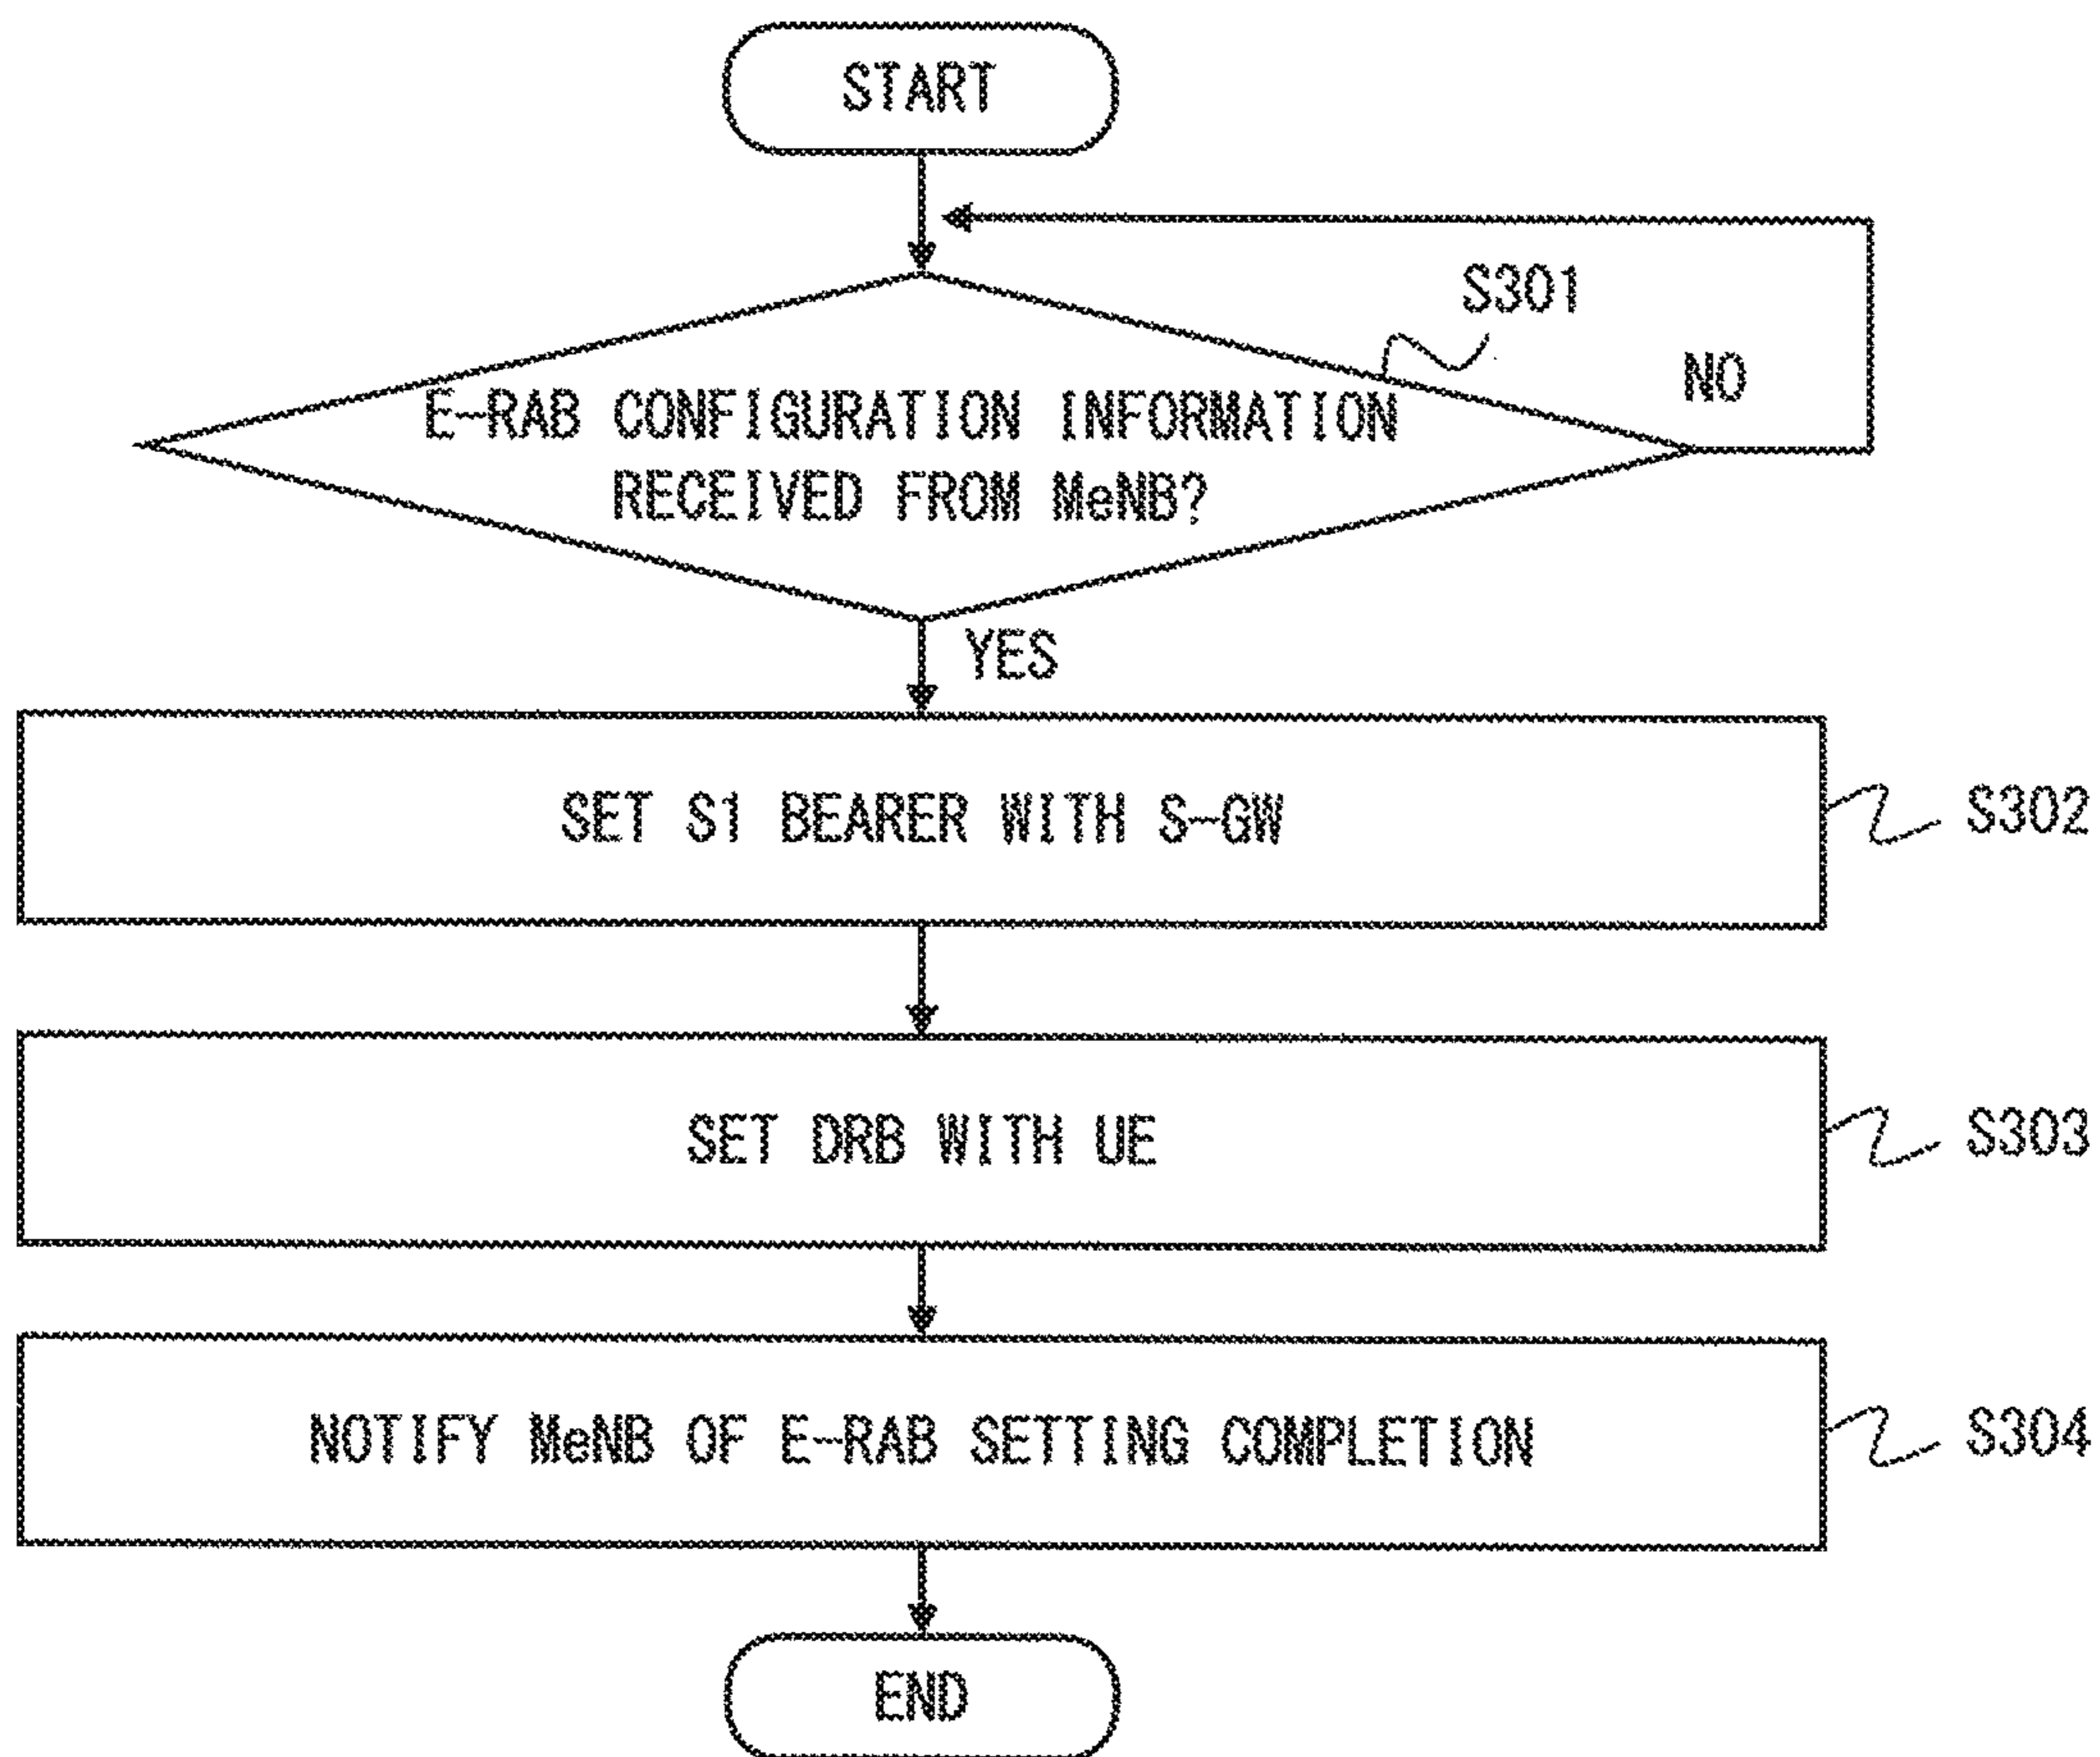 START
S301
NO
E-RAB CONFIGURATION INFORMATION
RECEIVED FROM MeNB?
YES
SET S1 BEARER WITH S-GW
S302
SET DRB WITH UE
S303
NOTIFY MeNB OF E-RAB SETTING COMPLETION
S304
END